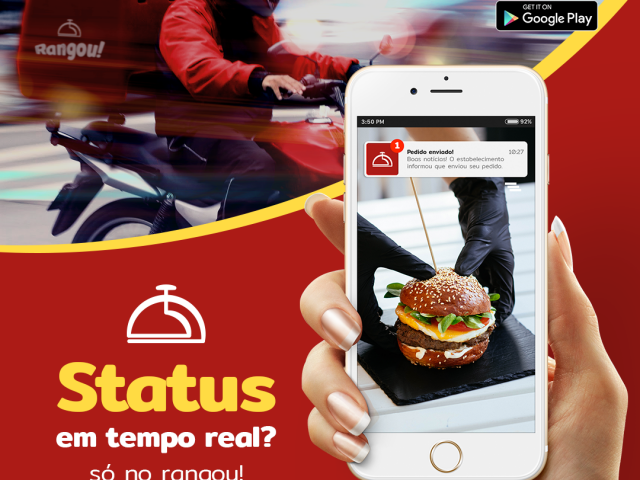 GET IT ON
Google Play
Rangou!
3:50 PM
92%
1
Pedido enviado!
10:27
Boas notícias! O estabelecimento
informou que enviou seu pedido
Status
em tempo real?
só no rangou!